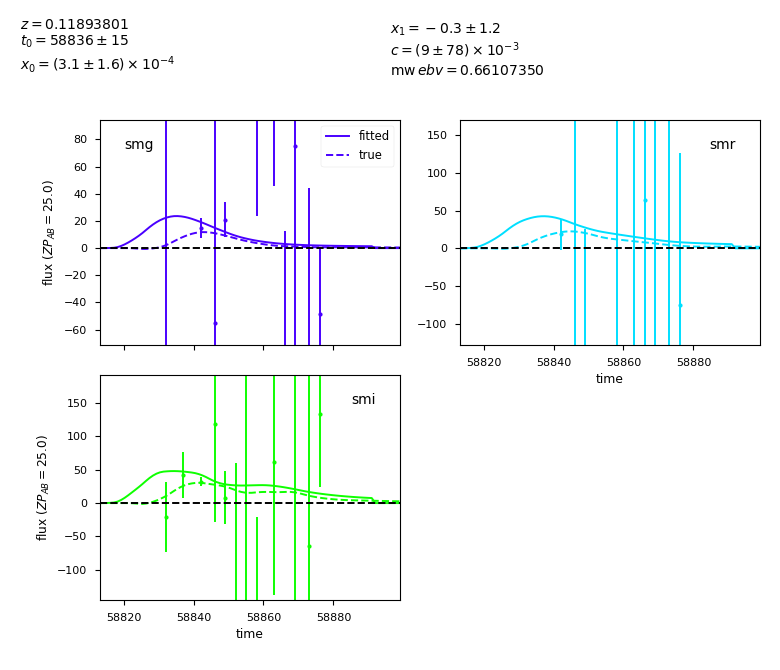 z = 0.11893801
t₀ = 58836 ± 15
x₀ = (3.1 ± 1.6) × 10⁻⁴
x₁ = − 0.3 ± 1.2
c = (9 ± 78) × 10⁻³
mw ebv = 0.66107350
smg
fitted
true
80
60
40
20
0
−20
−40
−60
flux (ZP_AB = 25.0)
smr
150
100
50
0
−50
−100
58820 58840 58860 58880
time
smi
150
100
50
0
−50
−100
flux (ZP_AB = 25.0)
58820 58840 58860 58880
time